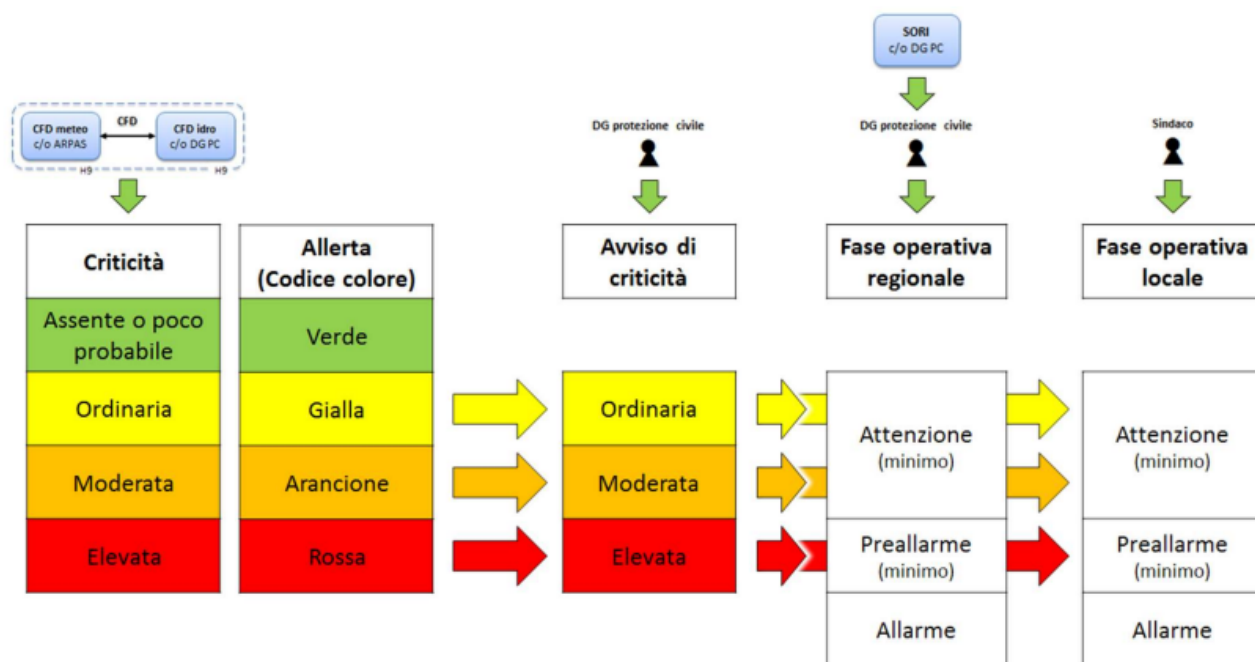 SORI
c/o DG PC
CFD meteo
c/o ARPAS
CFD
CFD idro
c/o DG PC
H9
H9
DG protezione civile
DG protezione civile
Sindaco
Criticità
Allerta
(Codice colore)
Avviso di
criticità
Fase operativa
regionale
Fase operativa
locale
Assente o poco
probabile
Verde
Ordinaria
Gialla
Ordinaria
Attenzione
(minimo)
Attenzione
(minimo)
Moderata
Arancione
Moderata
Elevata
Rossa
Elevata
Preallarme
(minimo)
Preallarme
(minimo)
Allarme
Allarme